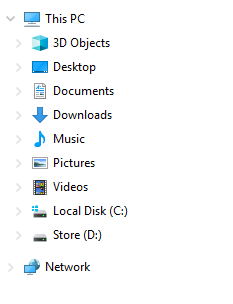 This PC
3D Objects
Desktop
Documents
Downloads
Music
Pictures
Videos
Local Disk (C:)
Store (D:)
Network